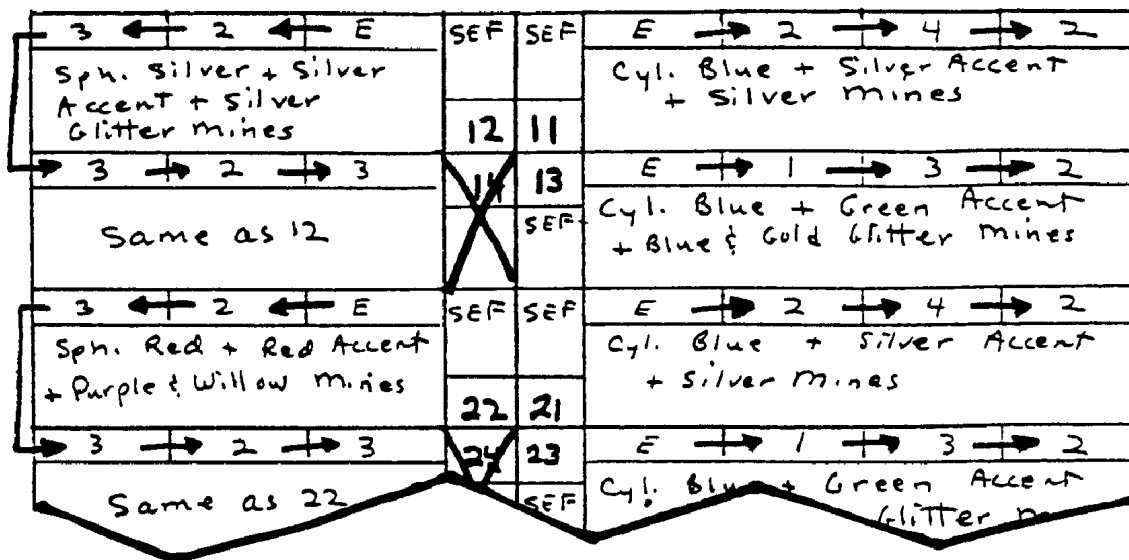 3 ← 2 ← E SEF SEF E → 2 → 4 → 2
Sph. Silver + Silver
Accent + Silver
Glitter Mines
12 11
Cyl. Blue + Silver Accent
+ Silver Mines
3 → 2 → 3 14 13 E → 1 → 3 → 2
Same as 12
SEF
Cyl. Blue + Green Accent
+ Blue & Gold Glitter Mines
3 ← 2 ← E SEF SEF E → 2 → 4 → 2
Sph. Red + Red Accent
+ Purple & Willow Mines
22 21
Cyl. Blue + Silver Accent
+ Silver Mines
3 → 2 → 3 24 23 E → 1 → 3 → 2
Same as 22
SEF
Cyl. Blue + Green Accent
Glitter